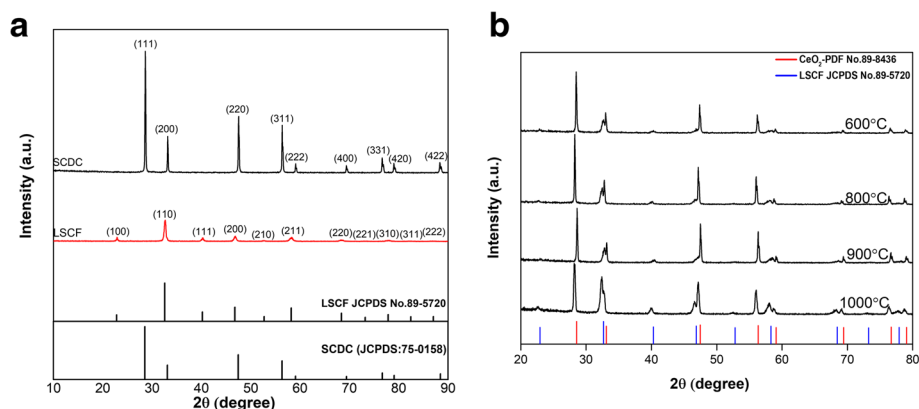 a
(111)
(200)
(220)
(311)
(222)
(400)
(331)
(420)
(422)
SCDC
(110)
LSCF
(100)
(111)
(200)
(210)
(211)
(220)
(221)
(310)
(311)
(222)
LSCF JCPDS No.89-5720
SCDC (JCPDS:75-0158)
10 20 30 40 50 60 70 80 90
2θ (degree)
Intensity (a.u.)
b
CeO₂-PDF No.89-8436
LSCF JCPDS No.89-5720
600°C
800°C
900°C
1000°C
20 30 40 50 60 70 80
2θ (degree)
Intensity (a.u.)